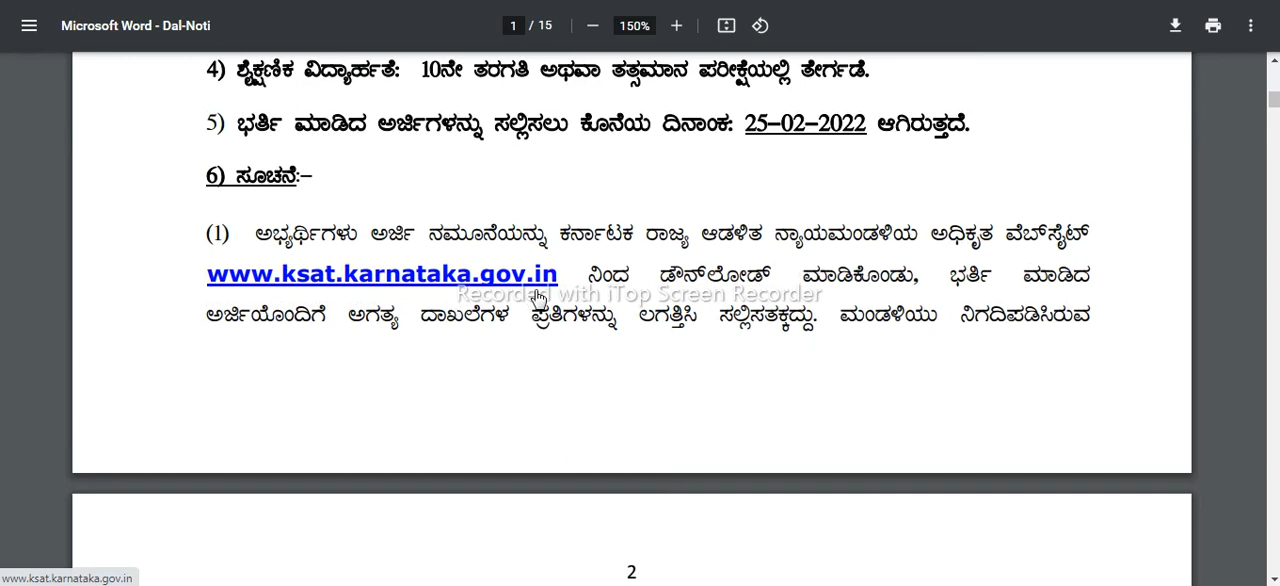 Microsoft Word - Dal-Noti
1 / 15
150%
4) ಶೈಕ್ಷಣಿಕ ವಿದ್ಯಾರ್ಹತೆ: 10ನೇ ತರಗತಿ ಅಥವಾ ತತ್ಸಮಾನ ಪರೀಕ್ಷೆಯಲ್ಲಿ ತೇರ್ಗಡೆ.
5) ಭರ್ತಿ ಮಾಡಿದ ಅರ್ಜಿಗಳನ್ನು ಸಲ್ಲಿಸಲು ಕೊನೆಯ ದಿನಾಂಕ: 25-02-2022 ಆಗಿರುತ್ತದೆ.
6) ಸೂಚನೆ:-
(1) ಅಭ್ಯರ್ಥಿಗಳು ಅರ್ಜಿ ನಮೂನೆಯನ್ನು ಕರ್ನಾಟಕ ರಾಜ್ಯ ಆಡಳಿತ ನ್ಯಾಯಮಂಡಳಿಯ ಅಧಿಕೃತ ವೆಬ್‌ಸೈಟ್
www.ksat.karnataka.gov.in ನಿಂದ ಡೌನ್‌ಲೋಡ್ ಮಾಡಿಕೊಂಡು, ಭರ್ತಿ ಮಾಡಿದ
Recorded with iTop Screen Recorder
ಅರ್ಜಿಯೊಂದಿಗೆ ಅಗತ್ಯ ದಾಖಲೆಗಳ ಪ್ರತಿಗಳನ್ನು ಲಗತ್ತಿಸಿ ಸಲ್ಲಿಸತಕ್ಕದ್ದು. ಮಂಡಳಿಯು ನಿಗದಿಪಡಿಸಿರುವ
2
www.ksat.karnataka.gov.in